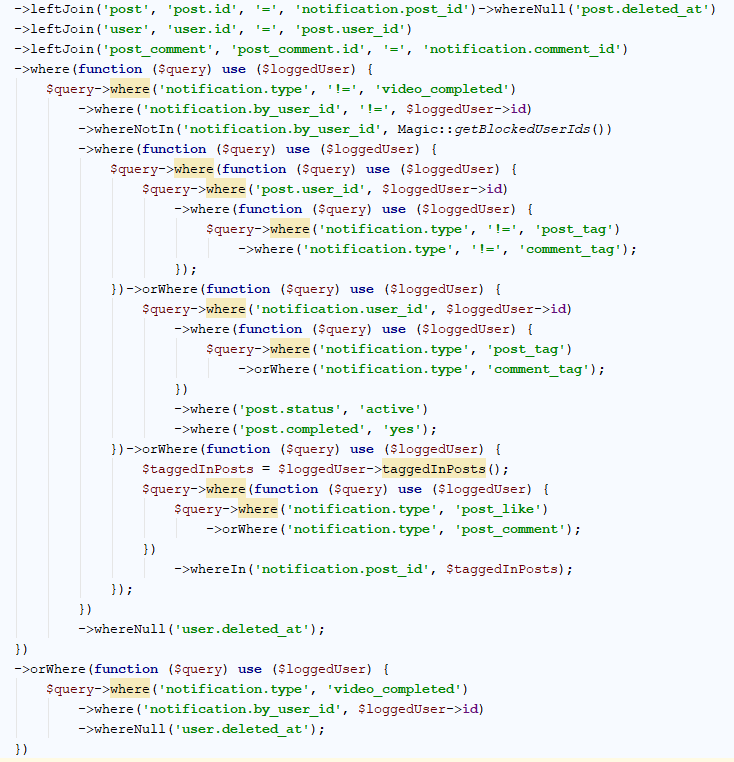 ->leftJoin('post', 'post.id', '=', 'notification.post_id')->whereNull('post.deleted_at')
->leftJoin('user', 'user.id', '=', 'post.user_id')
->leftJoin('post_comment', 'post_comment.id', '=', 'notification.comment_id')
->where(function ($query) use ($loggedUser) {
    $query->where('notification.type', '!=', 'video_completed')
        ->where('notification.by_user_id', '!=', $loggedUser->id)
        ->whereNotIn('notification.by_user_id', Magic::getBlockedUserIds())
        ->where(function ($query) use ($loggedUser) {
            $query->where(function ($query) use ($loggedUser) {
                $query->where('post.user_id', $loggedUser->id)
                    ->where(function ($query) use ($loggedUser) {
                        $query->where('notification.type', '!=', 'post_tag')
                            ->where('notification.type', '!=', 'comment_tag');
                    });
            })->orWhere(function ($query) use ($loggedUser) {
                $query->where('notification.user_id', $loggedUser->id)
                    ->where(function ($query) use ($loggedUser) {
                        $query->where('notification.type', 'post_tag')
                            ->orWhere('notification.type', 'comment_tag');
                    })
                    ->where('post.status', 'active')
                    ->where('post.completed', 'yes');
            })->orWhere(function ($query) use ($loggedUser) {
                $taggedInPosts = $loggedUser->taggedInPosts();
                $query->where(function ($query) use ($loggedUser) {
                    $query->where('notification.type', 'post_like')
                        ->orWhere('notification.type', 'post_comment');
                })
                    ->whereIn('notification.post_id', $taggedInPosts);
            });
        })
        ->whereNull('user.deleted_at');
})
->orWhere(function ($query) use ($loggedUser) {
    $query->where('notification.type', 'video_completed')
        ->where('notification.by_user_id', $loggedUser->id)
        ->whereNull('user.deleted_at');
})